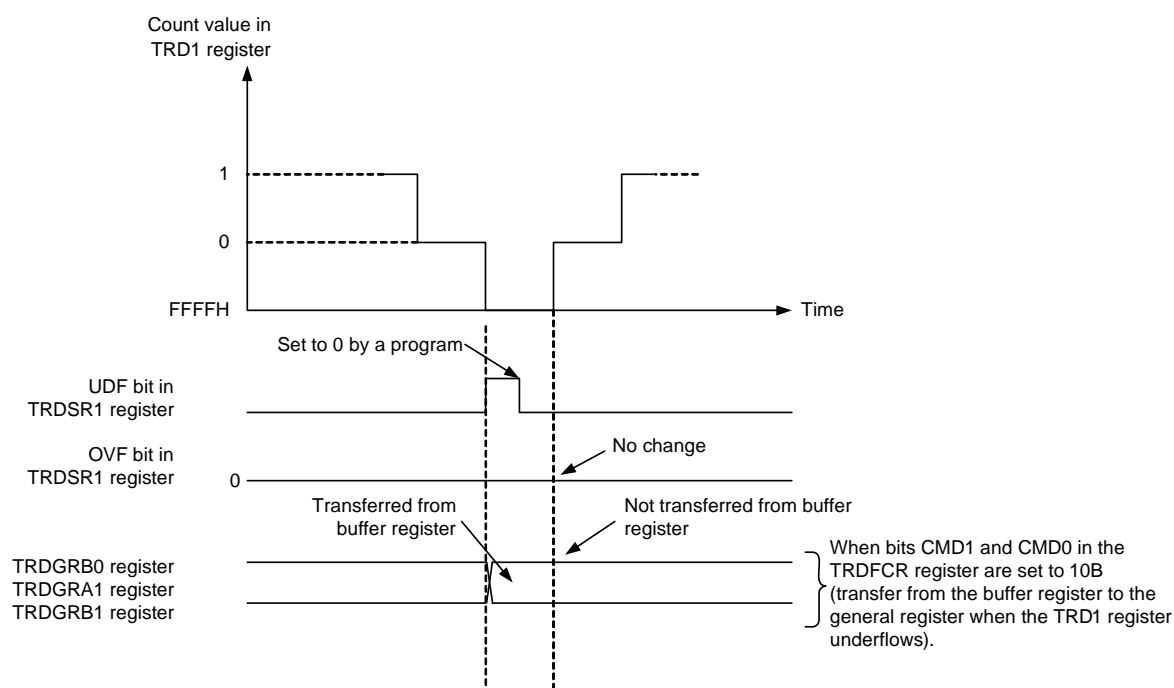 Count value in
TRD1 register
1
0
FFFFH
Time
Set to 0 by a program
UDF bit in
TRDSR1 register
No change
OVF bit in
TRDSR1 register
0
Transferred from
buffer register
Not transferred from buffer
register
TRDGRB0 register
TRDGRA1 register
TRDGRB1 register
When bits CMD1 and CMD0 in the
TRDFCR register are set to 10B
(transfer from the buffer register to the
general register when the TRD1 register
underflows).